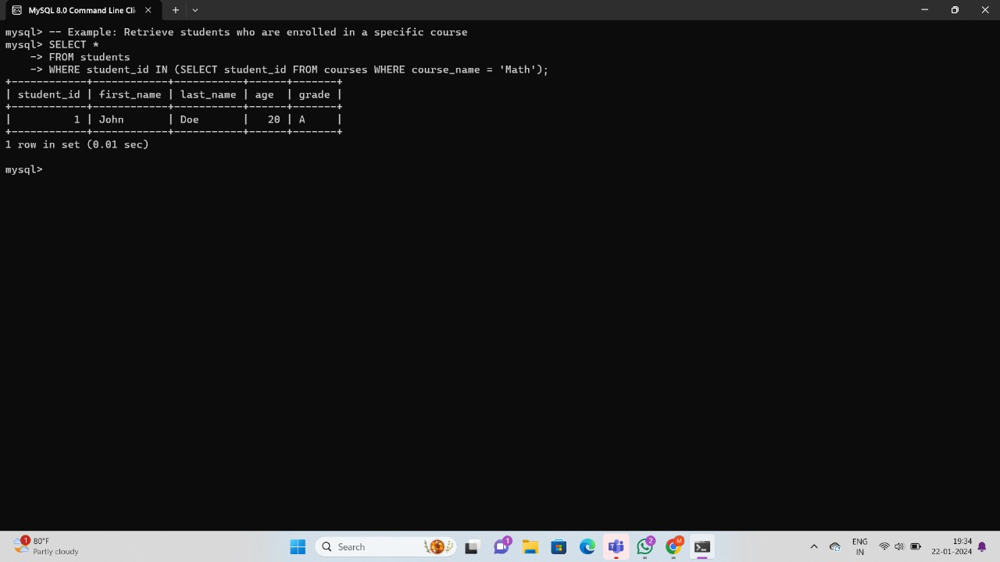 MySQL 8.0 Command Line Cli
mysql> -- Example: Retrieve students who are enrolled in a specific course
mysql> SELECT *
    -> FROM students
    -> WHERE student_id IN (SELECT student_id FROM courses WHERE course_name = 'Math');
+------------+------------+-----------+------+-------+
| student_id | first_name | last_name | age  | grade |
+------------+------------+-----------+------+-------+
|          1 | John       | Doe       |   20 | A     |
+------------+------------+-----------+------+-------+
1 row in set (0.01 sec)
mysql>
1
80°F
Partly cloudy
Search
1
2
M
ENG
IN
19:34
22-01-2024